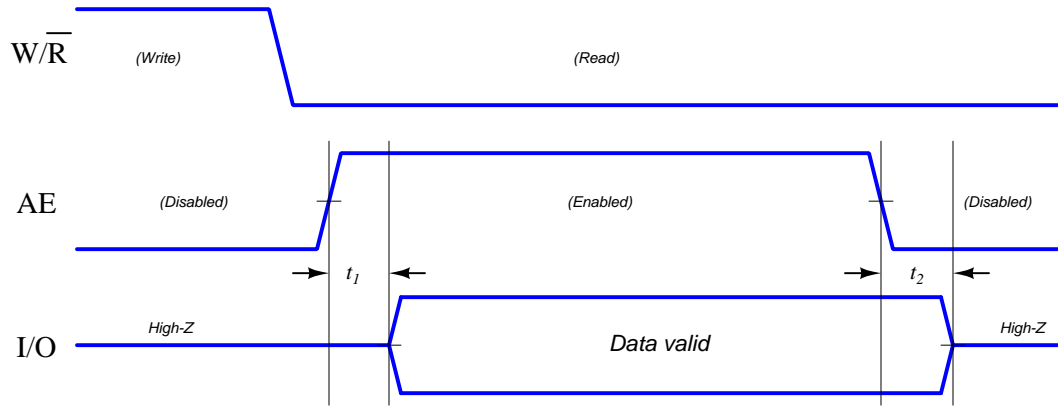 W/R̅
(Write)
(Read)
AE
(Disabled)
(Enabled)
(Disabled)
t1
t2
I/O
High-Z
Data valid
High-Z